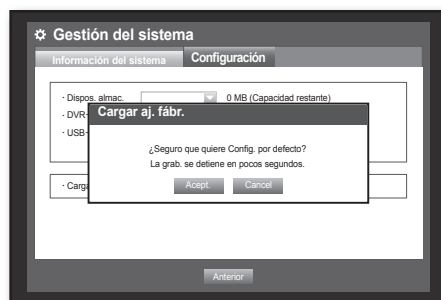 Gestión del sistema
Información del sistema Configuración
· Dispos. almac. 0 MB (Capacidad restante)
· DVR
· USB
Cargar aj. fábr.
¿Seguro que quiere Config. por defecto?
La grab. se detiene en pocos segundos.
Acept. Cancel
· Carga
Anterior